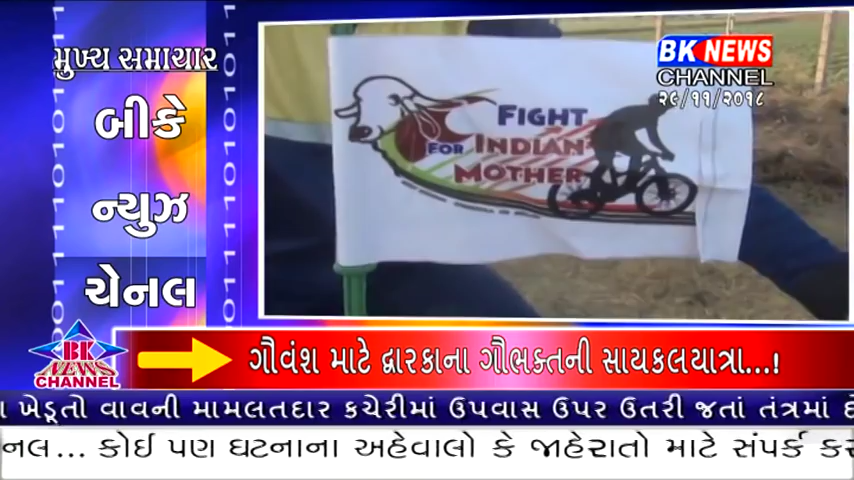 મુખ્ય સમાચાર
બીકે
ન્યુઝ
ચેનલ
BK NEWS
CHANNEL
૨૯/૧૧/૨૦૧૮
FIGHT
FOR INDIAN
MOTHER
BK
NEWS
CHANNEL
ગૌવંશ માટે દ્વારકાના ગૌભક્તની સાયકલયાત્રા...!
ખેડૂતો વાવની મામલતદાર કચેરીમાં ઉપવાસ ઉપર ઉતરી જતાં તંત્રમાં
નલ... કોઈ પણ ઘટનાના અહેવાલો કે જાહેરાતો માટે સંપર્ક